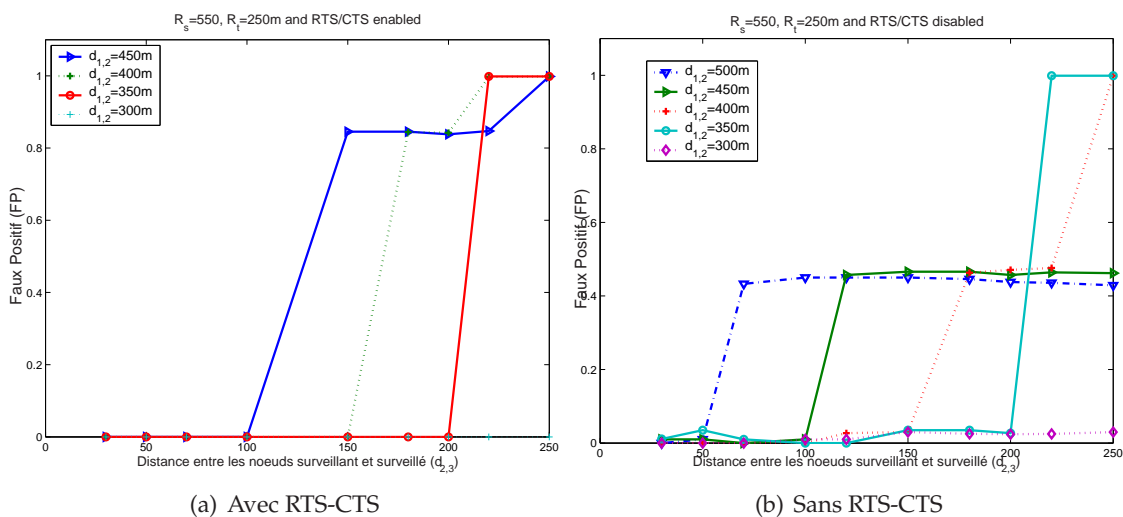 R_s=550, R_t=250m and RTS/CTS enabled
d_1,2=450m
d_1,2=400m
d_1,2=350m
d_1,2=300m
1
0.8
0.6
0.4
0.2
0
0
50
100
150
200
250
Faux Positif (FP)
Distance entre les noeuds surveillant et surveillé (d_2,3)
(a) Avec RTS-CTS
R_s=550, R_t=250m and RTS/CTS disabled
d_1,2=500m
d_1,2=450m
d_1,2=400m
d_1,2=350m
d_1,2=300m
1
0.8
0.6
0.4
0.2
0
0
50
100
150
200
250
Faux Positif (FP)
Distance entre les noeuds surveillant et surveillé (d_2,3)
(b) Sans RTS-CTS